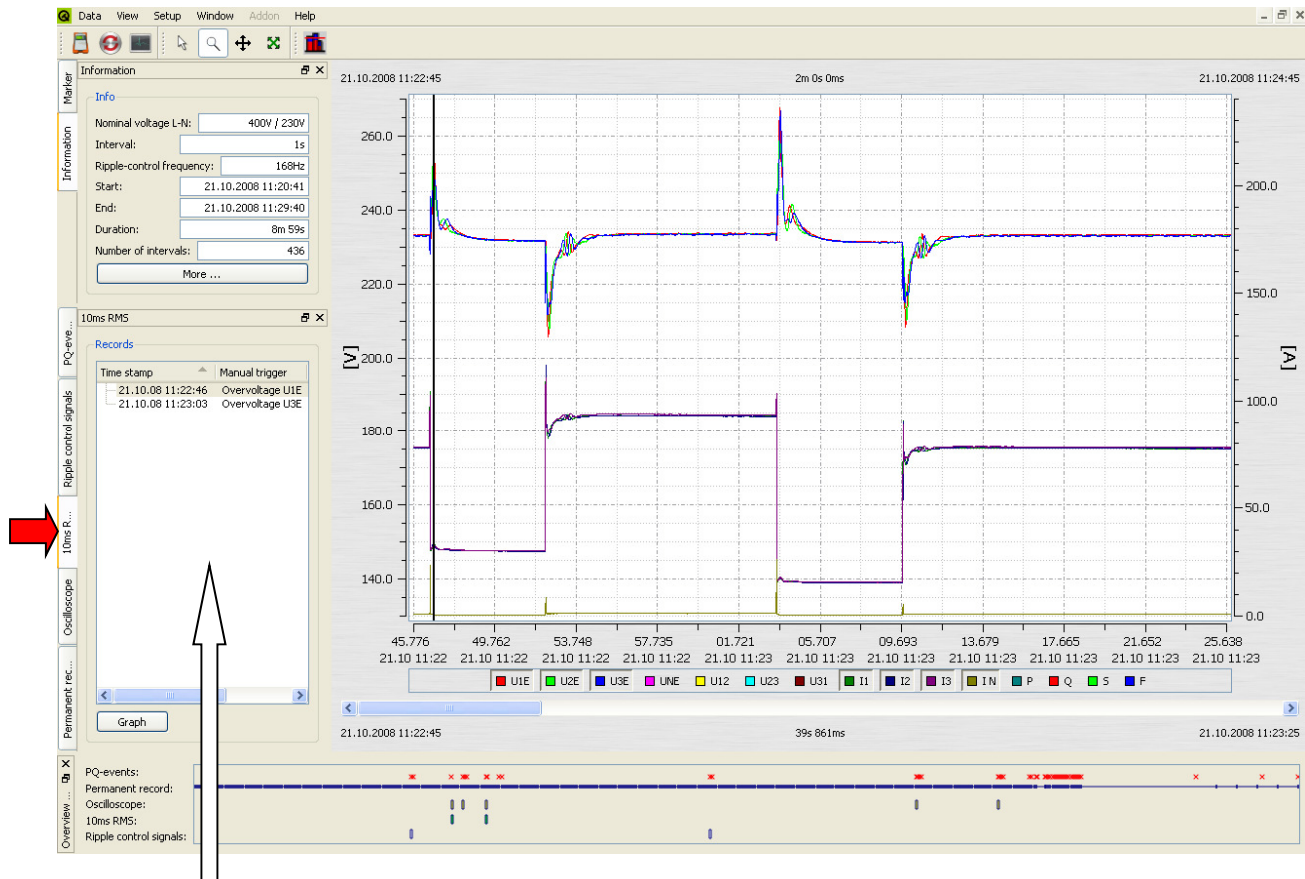 Data View Setup Window Addon Help
Marker
Information
Information
Info
Nominal voltage L-N: 400V / 230V
Interval: 1s
Ripple-control frequency: 168Hz
Start: 21.10.2008 11:20:41
End: 21.10.2008 11:29:40
Duration: 8m 59s
Number of intervals: 436
More ...
PQ-eve...
Ripple control signals
10ms R...
Oscilloscope
Permanent rec...
10ms RMS
Records
Time stamp Manual trigger
21.10.08 11:22:46 Overvoltage U1E
21.10.08 11:23:03 Overvoltage U3E
Graph
21.10.2008 11:22:45 2m 0s 0ms 21.10.2008 11:24:45
260.0
240.0
220.0
200.0
180.0
160.0
140.0
[V]
200.0
150.0
100.0
50.0
0.0
[A]
45.776 49.762 53.748 57.735 01.721 05.707 09.693 13.679 17.665 21.652 25.638
21.10 11:22 21.10 11:22 21.10 11:22 21.10 11:22 21.10 11:23 21.10 11:23 21.10 11:23 21.10 11:23 21.10 11:23 21.10 11:23 21.10 11:23
U1E U2E U3E UNE U12 U23 U31 I1 I2 I3 I N P Q S F
21.10.2008 11:22:45 39s 861ms 21.10.2008 11:23:25
Overview ...
PQ-events:
Permanent record:
Oscilloscope:
10ms RMS:
Ripple control signals: